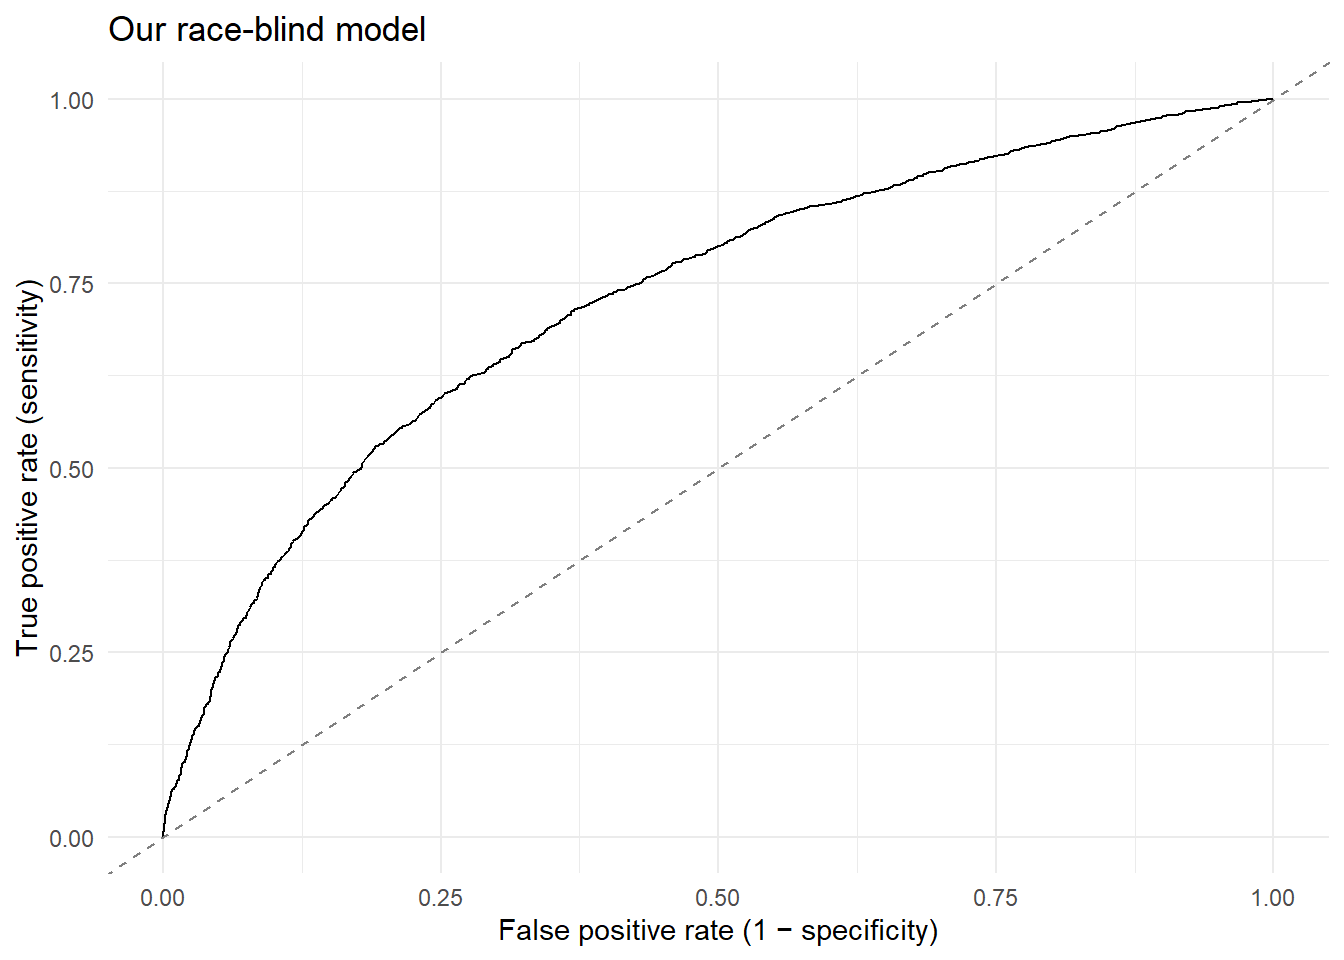 Our race-blind model
1.00
0.75
0.50
0.25
0.00
True positive rate (sensitivity)
0.00 0.25 0.50 0.75 1.00
False positive rate (1 − specificity)